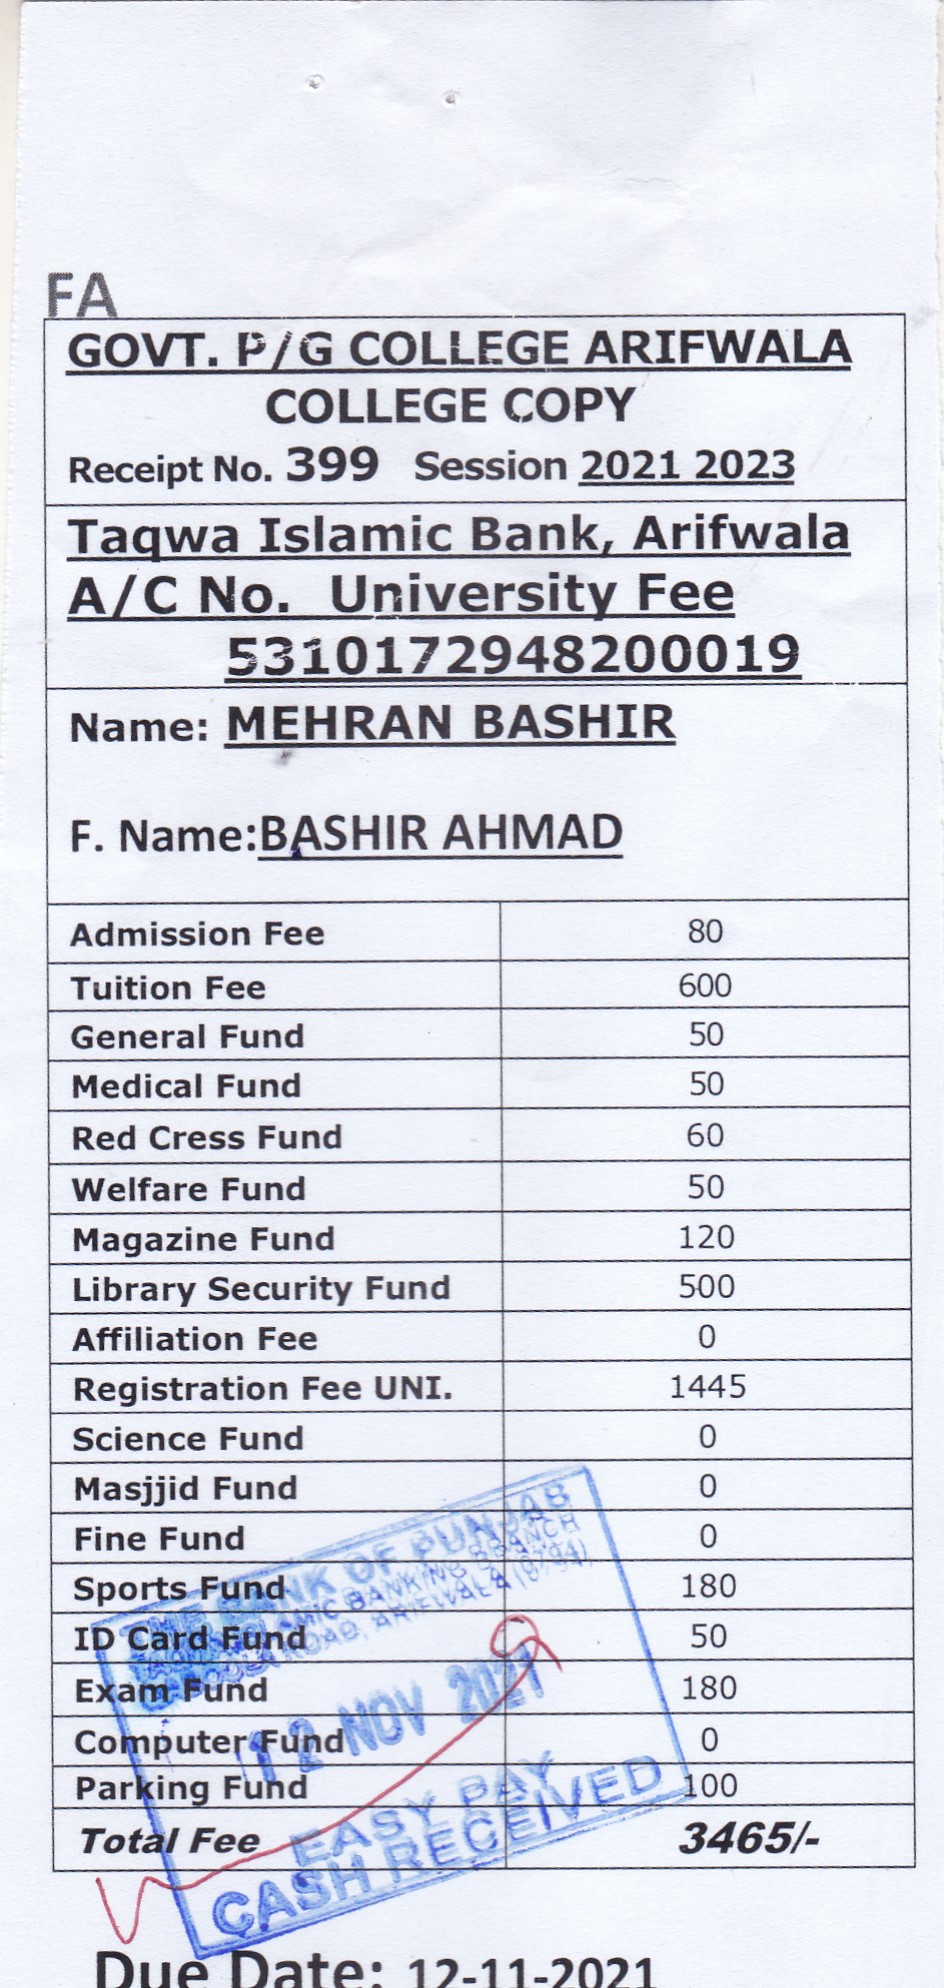 FA
GOVT. P/G COLLEGE ARIFWALA
COLLEGE COPY
Receipt No. 399 Session 2021 2023
Taqwa Islamic Bank, Arifwala
A/C No. University Fee
5310172948200019
Name: MEHRAN BASHIR
F. Name:BASHIR AHMAD
Admission Fee 80
Tuition Fee 600
General Fund 50
Medical Fund 50
Red Cress Fund 60
Welfare Fund 50
Magazine Fund 120
Library Security Fund 500
Affiliation Fee 0
Registration Fee UNI. 1445
Science Fund 0
Masjjid Fund 0
Fine Fund 0
Sports Fund 180
ID Card Fund 50
Exam Fund 180
Computer Fund 0
Parking Fund 100
Total Fee 3465/-
THE BANK OF PUNJAB
ISLAMIC BANKING BRANCH
ROAD, ARIFWALA (0794)
12 NOV 2021
EASY PAY
CASH RECEIVED
Due Date: 12-11-2021